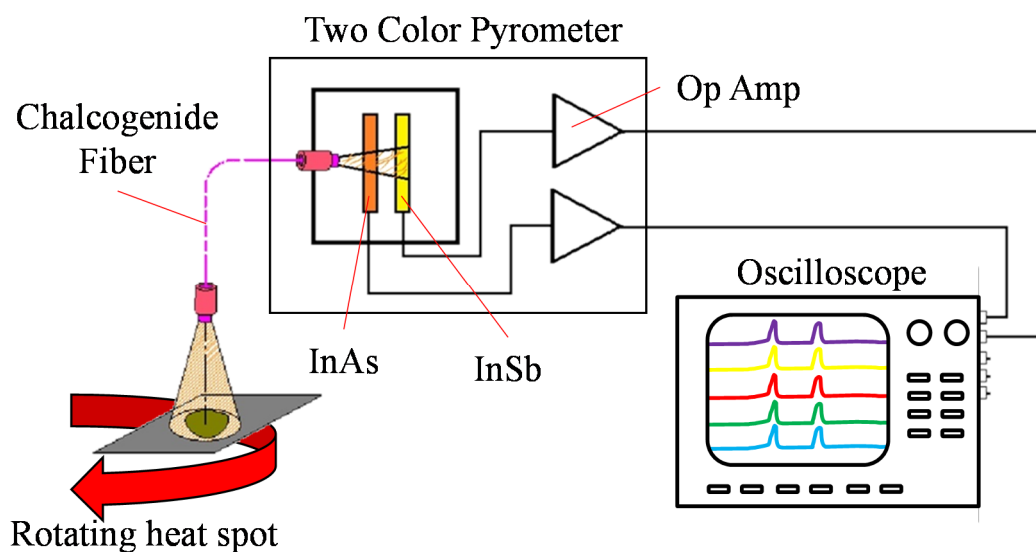 Two Color Pyrometer
Op Amp
Chalcogenide
Fiber
Oscilloscope
InAs
InSb
Rotating heat spot